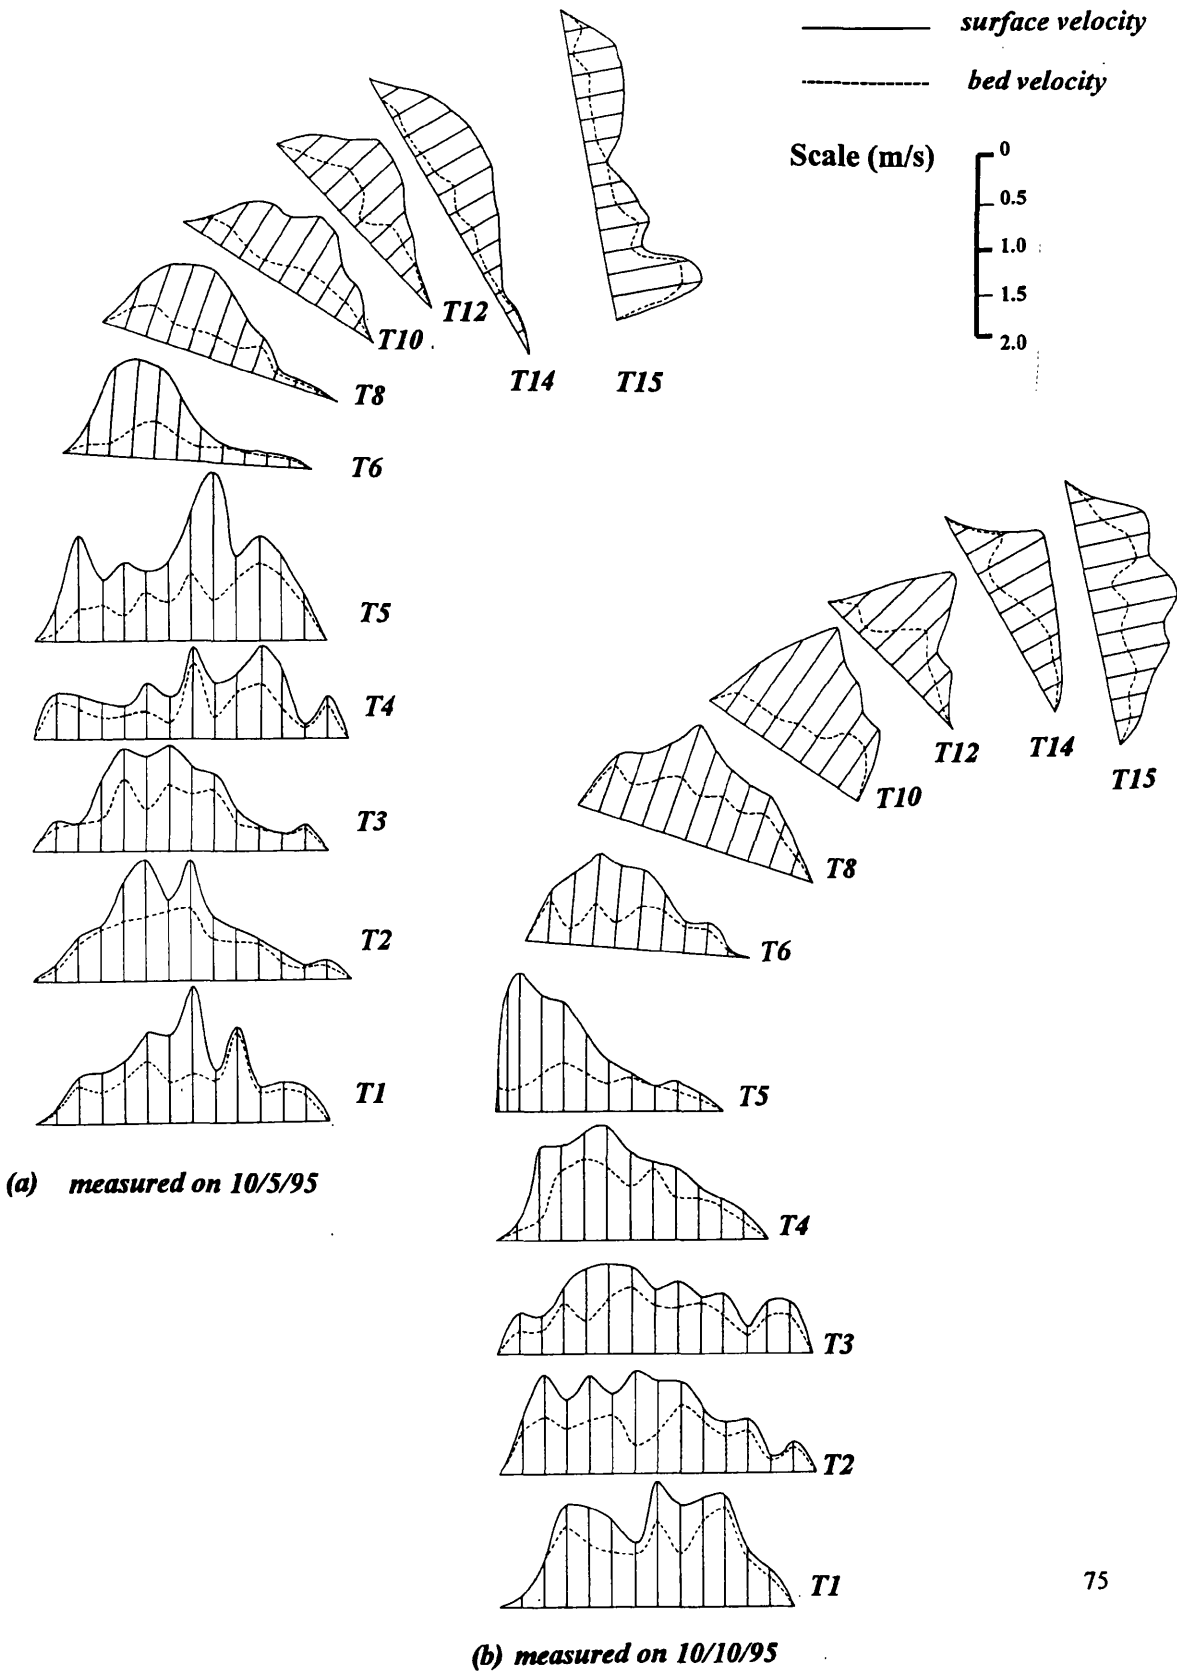 surface velocity
bed velocity
Scale (m/s)
0
0.5
1.0
1.5
2.0
T12
T10
T14
T15
T8
T6
T5
T4
T3
T2
T1
(a) measured on 10/5/95
T12
T14
T15
T10
T8
T6
T5
T4
T3
T2
T1
75
(b) measured on 10/10/95